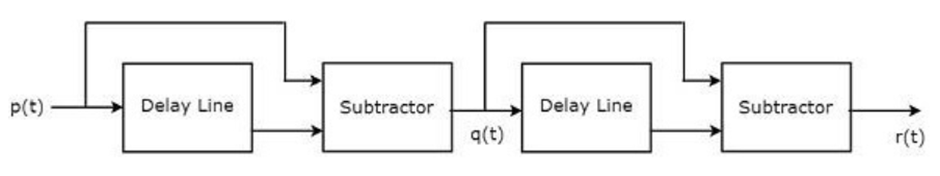 p(t)
Delay Line
Subtractor
q(t)
Delay Line
Subtractor
r(t)